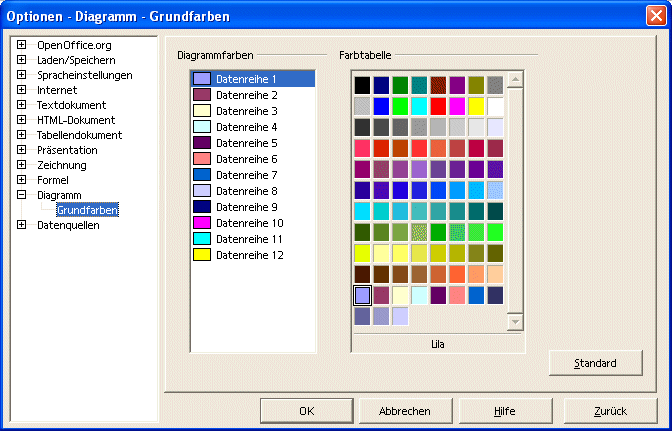 Optionen - Diagramm - Grundfarben
OpenOffice.org
Laden/Speichern
Spracheinstellungen
Internet
Textdokument
HTML-Dokument
Tabellendokument
Präsentation
Zeichnung
Formel
Diagramm
Grundfarben
Datenquellen
Diagrammfarben
Datenreihe 1
Datenreihe 2
Datenreihe 3
Datenreihe 4
Datenreihe 5
Datenreihe 6
Datenreihe 7
Datenreihe 8
Datenreihe 9
Datenreihe 10
Datenreihe 11
Datenreihe 12
Farbtabelle
Lila
Standard
OK
Abbrechen
Hilfe
Zurück